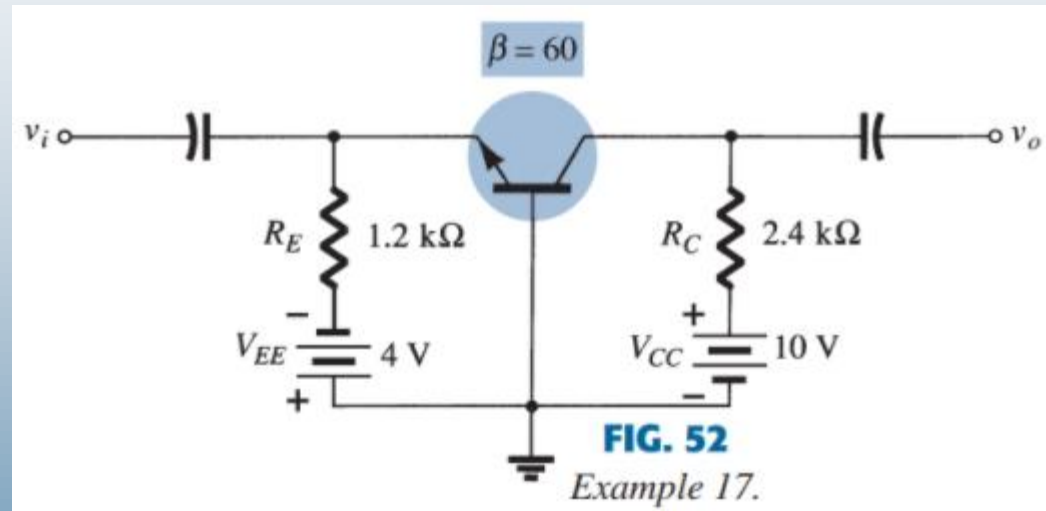 β = 60
v_i
v_o
R_E 1.2 kΩ
R_C 2.4 kΩ
−
+
V_EE 4 V
V_CC 10 V
+
−
FIG. 52
Example 17.